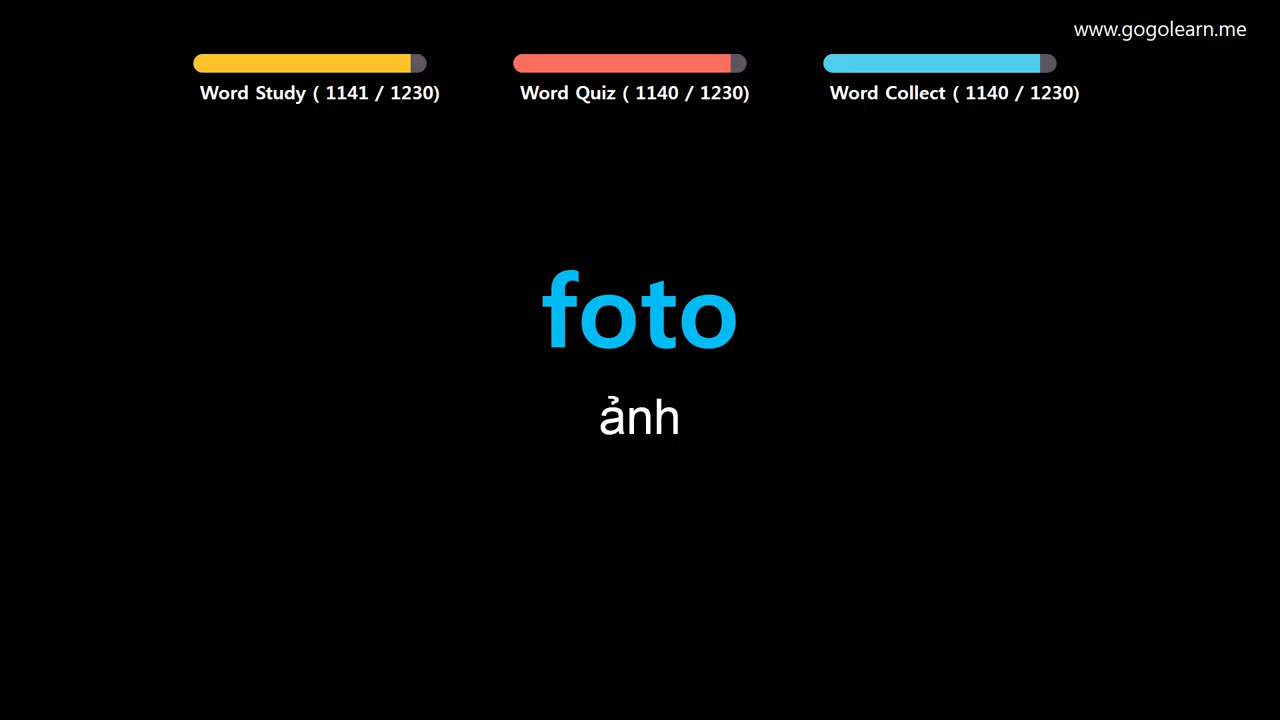 www.gogolearn.me
Word Study ( 1141 / 1230)
Word Quiz ( 1140 / 1230)
Word Collect ( 1140 / 1230)
foto
ảnh